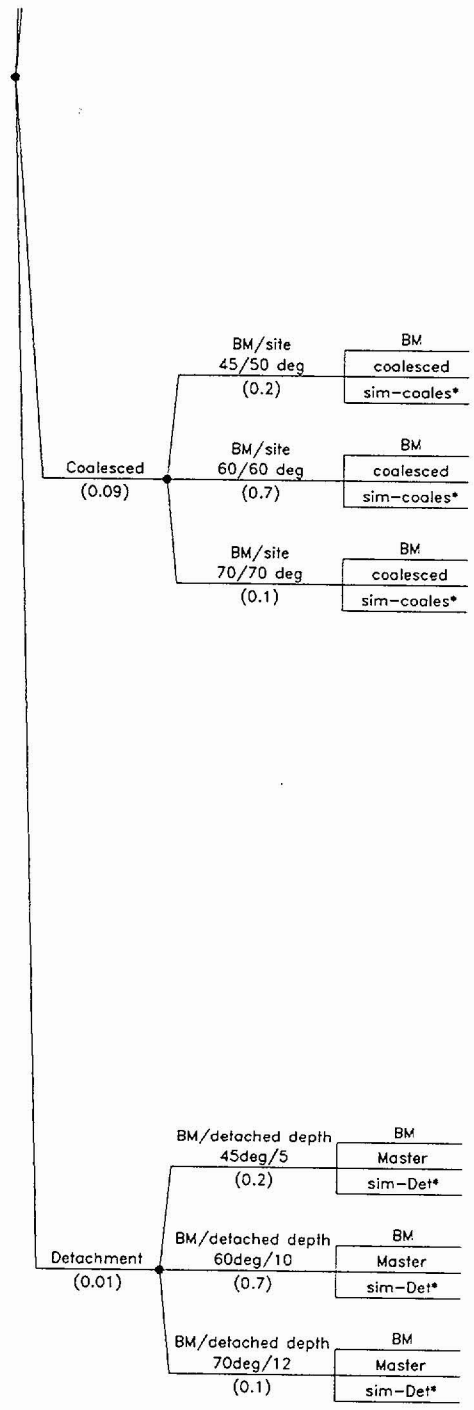 BM/site
45/50 deg
(0.2)
BM
coalesced
sim-coales*
Coalesced
(0.09)
BM/site
60/60 deg
(0.7)
BM
coalesced
sim-coales*
BM/site
70/70 deg
(0.1)
BM
coalesced
sim-coales*
BM/detached depth
45deg/5
(0.2)
BM
Master
sim-Det*
Detachment
(0.01)
BM/detached depth
60deg/10
(0.7)
BM
Master
sim-Det*
BM/detached depth
70deg/12
(0.1)
BM
Master
sim-Det*